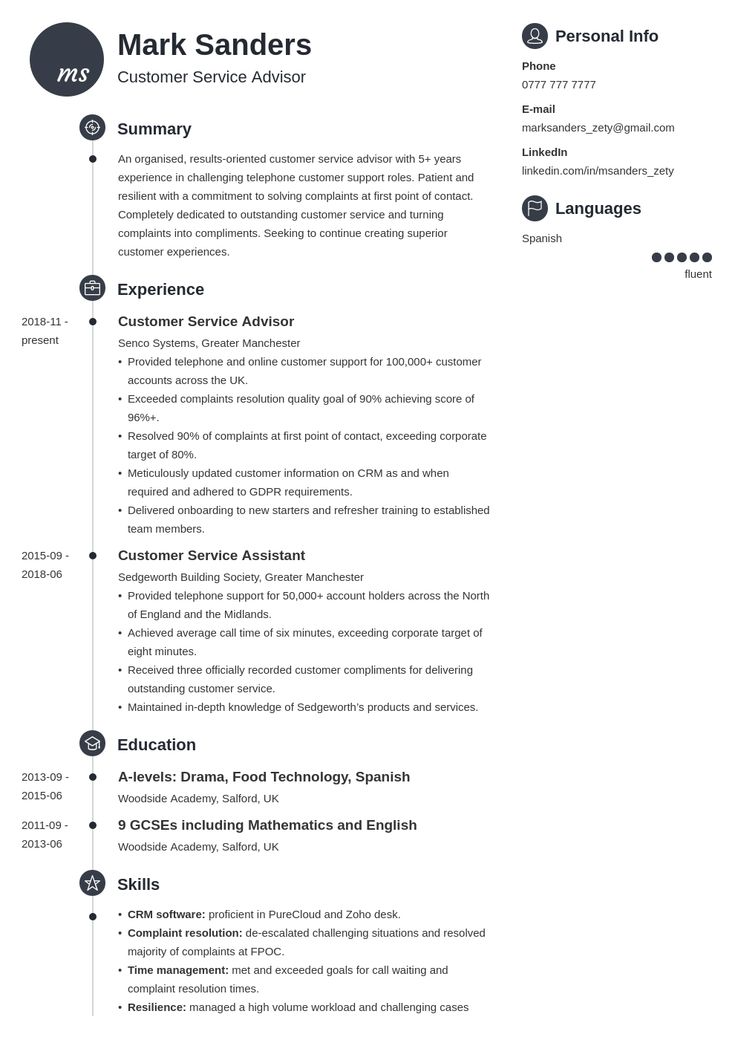 ms
Mark Sanders
Customer Service Advisor
Summary
An organised, results-oriented customer service advisor with 5+ years
experience in challenging telephone customer support roles. Patient and
resilient with a commitment to solving complaints at first point of contact.
Completely dedicated to outstanding customer service and turning
complaints into compliments. Seeking to continue creating superior
customer experiences.
Experience
2018-11 -
present
Customer Service Advisor
Senco Systems, Greater Manchester
• Provided telephone and online customer support for 100,000+ customer
accounts across the UK.
• Exceeded complaints resolution quality goal of 90% achieving score of
96%+.
• Resolved 90% of complaints at first point of contact, exceeding corporate
target of 80%.
• Meticulously updated customer information on CRM as and when
required and adhered to GDPR requirements.
• Delivered onboarding to new starters and refresher training to established
team members.
2015-09 -
2018-06
Customer Service Assistant
Sedgeworth Building Society, Greater Manchester
• Provided telephone support for 50,000+ account holders across the North
of England and the Midlands.
• Achieved average call time of six minutes, exceeding corporate target of
eight minutes.
• Received three officially recorded customer compliments for delivering
outstanding customer service.
• Maintained in-depth knowledge of Sedgeworth's products and services.
Education
2013-09 -
2015-06
A-levels: Drama, Food Technology, Spanish
Woodside Academy, Salford, UK
2011-09 -
2013-06
9 GCSEs including Mathematics and English
Woodside Academy, Salford, UK
Skills
• CRM software: proficient in PureCloud and Zoho desk.
• Complaint resolution: de-escalated challenging situations and resolved
majority of complaints at FPOC.
• Time management: met and exceeded goals for call waiting and
complaint resolution times.
• Resilience: managed a high volume workload and challenging cases
Personal Info
Phone
0777 777 7777
E-mail
marksanders_zety@gmail.com
LinkedIn
linkedin.com/in/msanders_zety
Languages
Spanish
fluent